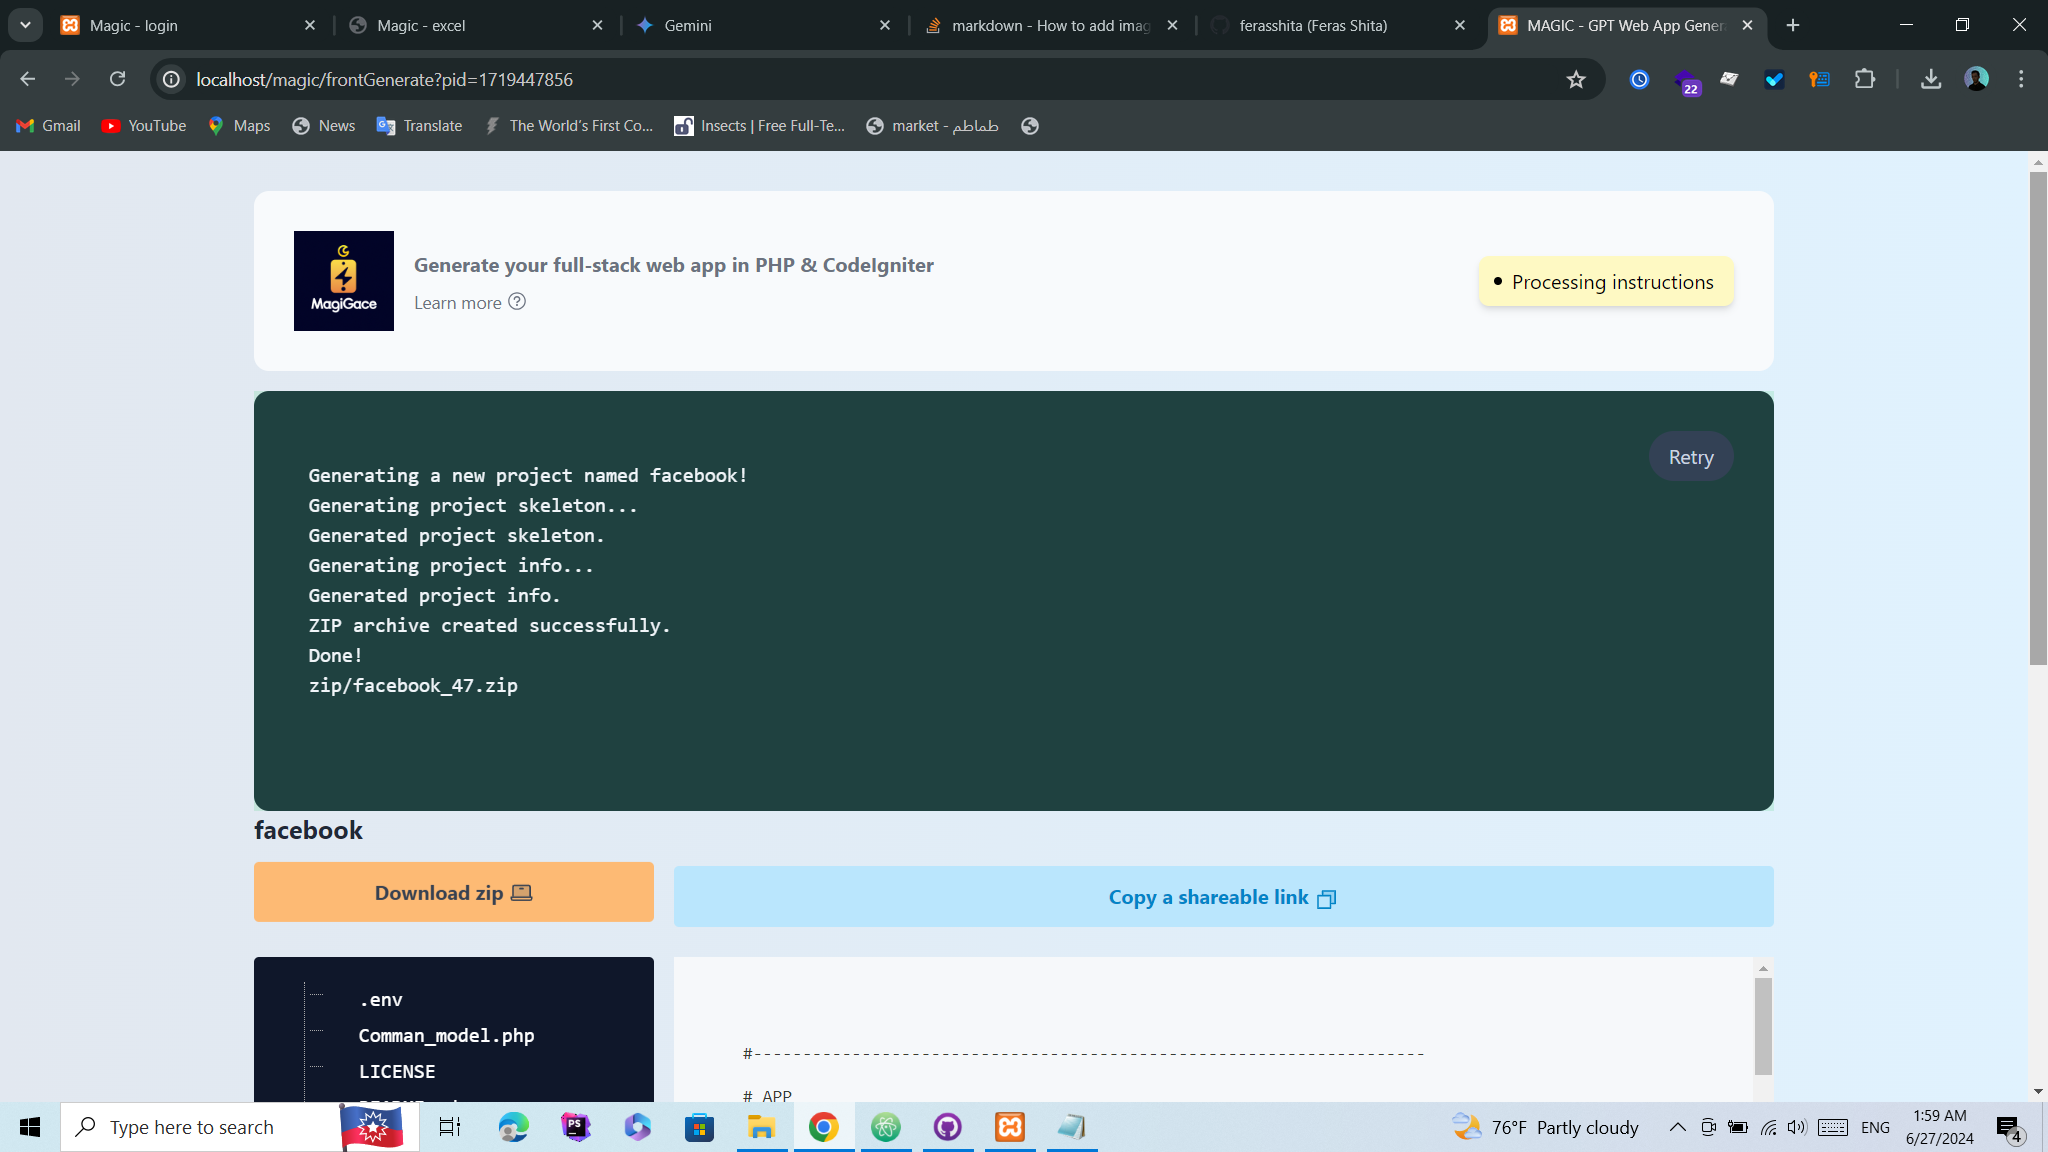 Magic - login
Magic - excel
Gemini
markdown - How to add imag
ferasshita (Feras Shita)
MAGIC - GPT Web App Gener
localhost/magic/frontGenerate?pid=1719447856
22
Gmail
YouTube
Maps
News
Translate
The World's First Co...
Insects | Free Full-Te...
market - طماطم
MagiGace
Generate your full-stack web app in PHP & CodeIgniter
Learn more
Processing instructions
Retry
Generating a new project named facebook!
Generating project skeleton...
Generated project skeleton.
Generating project info...
Generated project info.
ZIP archive created successfully.
Done!
zip/facebook_47.zip
facebook
Download zip
Copy a shareable link
.env
Comman_model.php
LICENSE
#--------------------------------------------------------------------
# APP
Type here to search
PS
76°F Partly cloudy
ENG
1:59 AM
6/27/2024
4